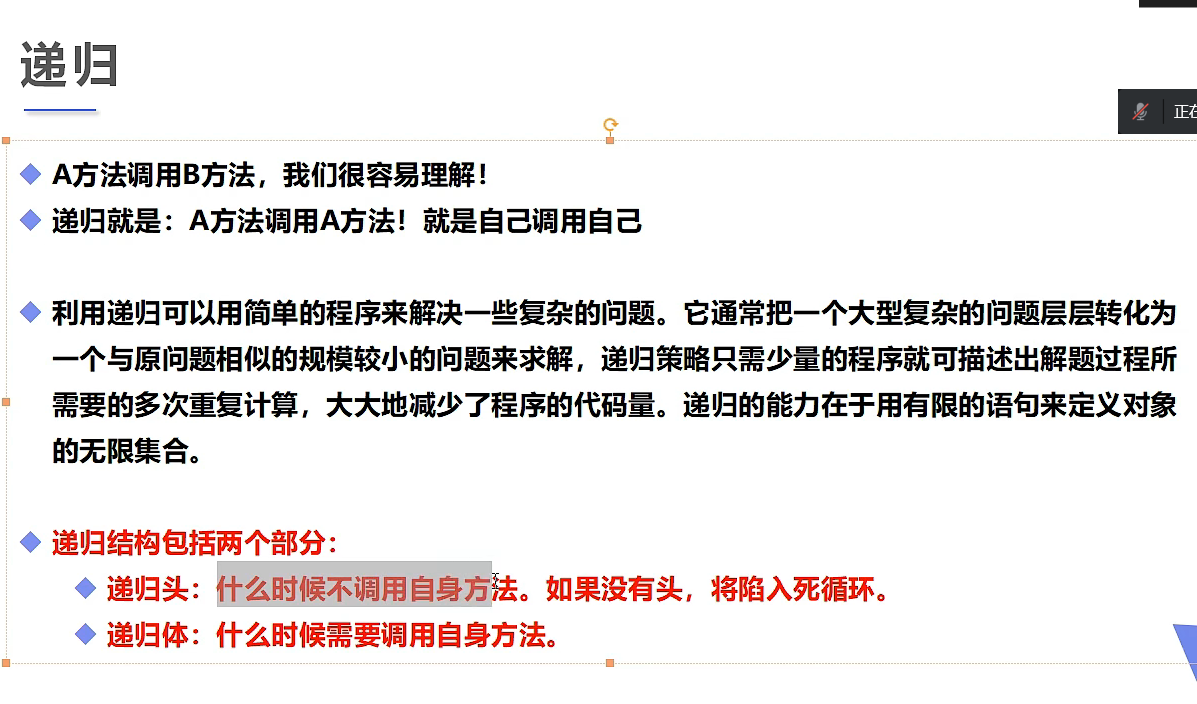 递归
正在
A方法调用B方法，我们很容易理解！
递归就是：A方法调用A方法！就是自己调用自己
利用递归可以用简单的程序来解决一些复杂的问题。它通常把一个大型复杂的问题层层转化为
一个与原问题相似的规模较小的问题来求解，递归策略只需少量的程序就可描述出解题过程所
需要的多次重复计算，大大地减少了程序的代码量。递归的能力在于用有限的语句来定义对象
的无限集合。
递归结构包括两个部分：
递归头：什么时候不调用自身方法。如果没有头，将陷入死循环。
递归体：什么时候需要调用自身方法。